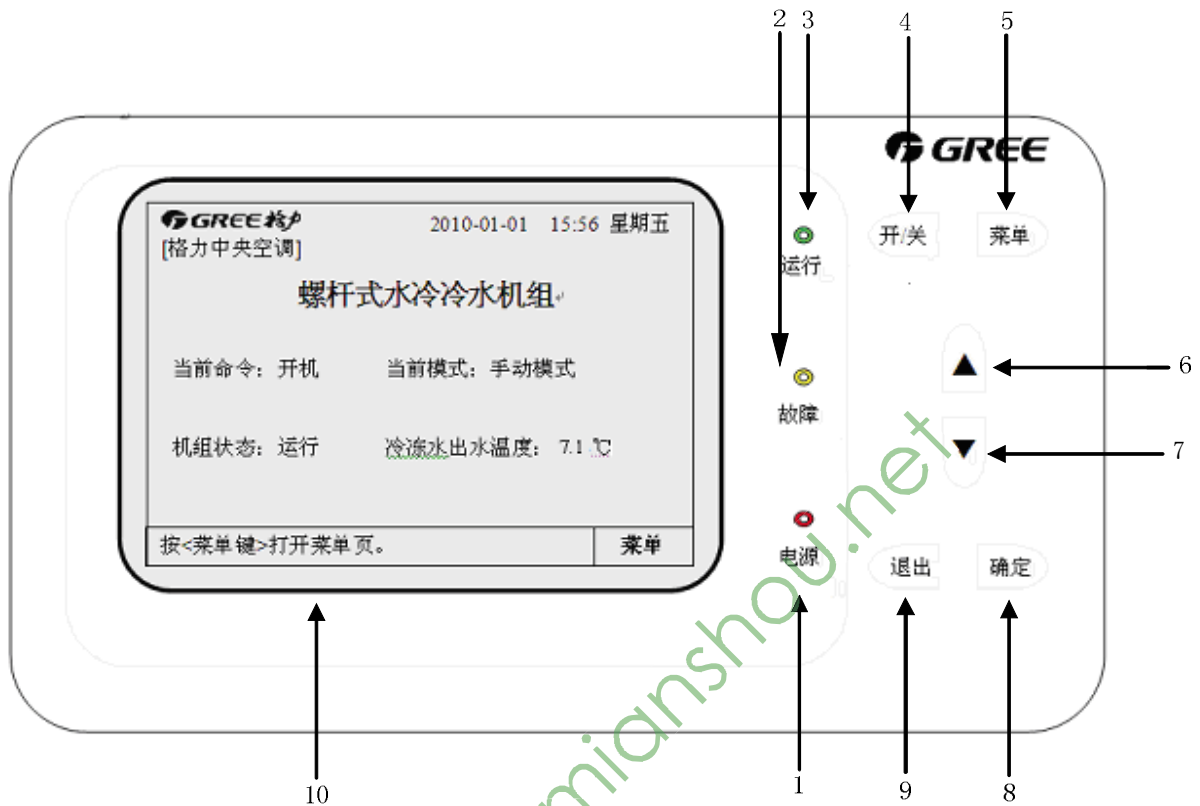 2 3 4 5
GREE
GREE格力
2010-01-01 15:56 星期五
[格力中央空调]
螺杆式水冷冷水机组
当前命令：开机 当前模式：手动模式
机组状态：运行 冷冻水出水温度： 7.1 ℃
按<菜单键>打开菜单页。 菜单
运行
故障
电源
开/关
菜单
▲
6
▼
7
退出
确定
10 1 9 8
mianshou.net